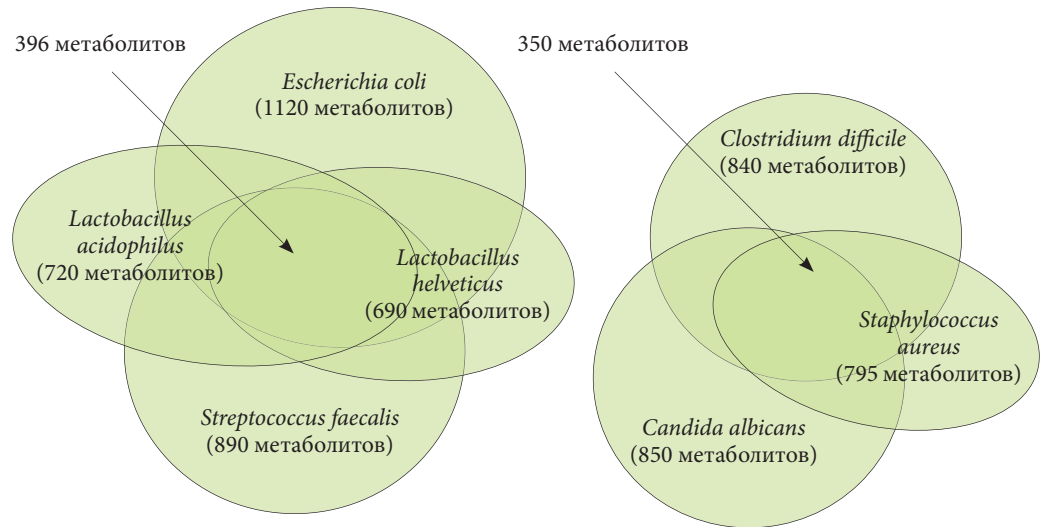 396 метаболитов
Escherichia coli
(1120 метаболитов)
Lactobacillus
acidophilus
(720 метаболитов)
Lactobacillus
helveticus
(690 метаболитов)
Streptococcus faecalis
(890 метаболитов)
350 метаболитов
Clostridium difficile
(840 метаболитов)
Staphylococcus
aureus
(795 метаболитов)
Candida albicans
(850 метаболитов)